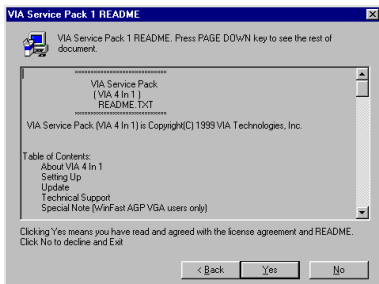 VIA Service Pack 1 README
VIA Service Pack 1 README. Press PAGE DOWN key to see the rest of
document.
==============================
VIA Service Pack
( VIA 4 In 1 )
README.TXT
==============================
VIA Service Pack (VIA 4 In 1) is Copyright(C) 1999 VIA Technologies, Inc.
Table of Contents:
About VIA 4 In 1
Setting Up
Update
Technical Support
Special Note (WinFast AGP VGA users only)
Clicking Yes means you have read and agreed with the license agreement and README.
Click No to decline and Exit
< Back
Yes
No